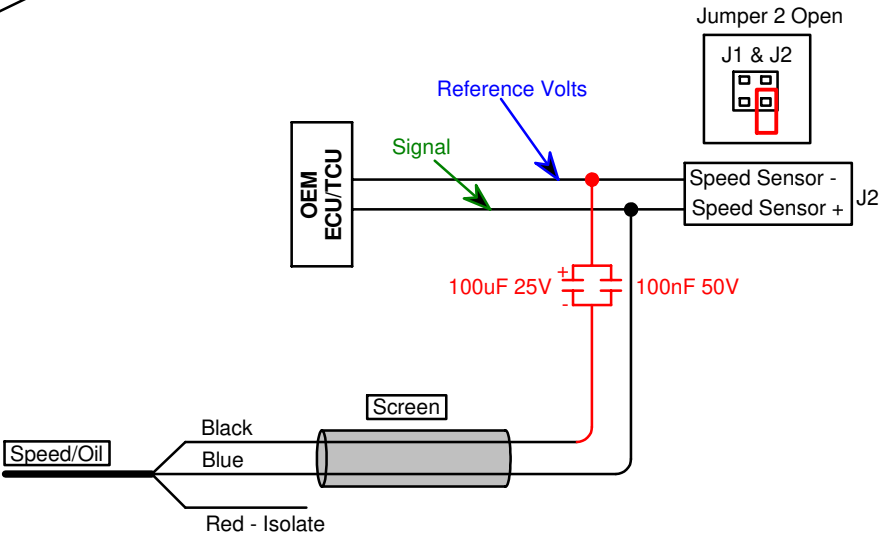 Jumper 2 Open
J1 & J2
Reference Volts
Signal
OEM
ECU/TCU
Speed Sensor -
Speed Sensor +
J2
100uF 25V
+
-
100nF 50V
Screen
Black
Speed/Oil
Blue
Red - Isolate